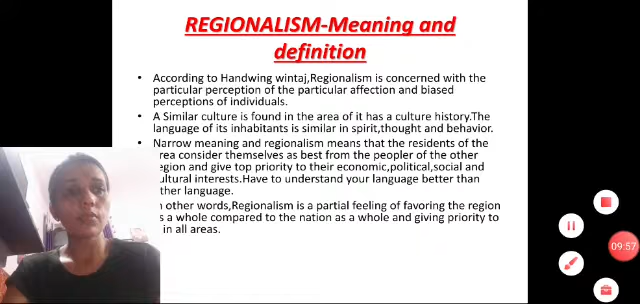 REGIONALISM-Meaning and
definition
• According to Handwing wintaj,Regionalism is concerned with the
particular perception of the particular affection and biased
perceptions of individuals.
• A Similar culture is found in the area of it has a culture history.The
language of its inhabitants is similar in spirit,thought and behavior.
• Narrow meaning and regionalism means that the residents of the
area consider themselves as best from the peopler of the other
region and give top priority to their economic,political,social and
cultural interests.Have to understand your language better than
other language.
other words,Regionalism is a partial feeling of favoring the region
as a whole compared to the nation as a whole and giving priority to
in all areas.
09:57